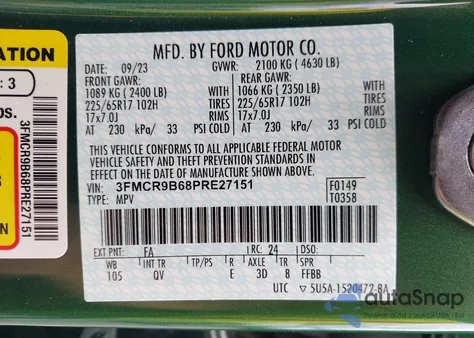 ATION
: 3
os.
3FMCR9B68PRE27151
MFD. BY FORD MOTOR CO.
DATE: 09/23 GVWR: 2100 KG ( 4630 LB)
FRONT GAWR: REAR GAWR:
1089 KG ( 2400 LB) WITH 1066 KG ( 2350 LB) WITH
225/65R17 102H TIRES 225/65R17 102H TIRES
17x7.0J RIMS 17x7.0J RIMS
AT 230 kPa/ 33 PSI COLD AT 230 kPa/ 33 PSI COLD
THIS VEHICLE CONFORMS TO ALL APPLICABLE FEDERAL MOTOR
VEHICLE SAFETY AND THEFT PREVENTION STANDARDS IN
EFFECT ON THE DATE OF MANUFACTURE SHOWN ABOVE.
VIN: 3FMCR9B68PRE27151 F0149
TYPE: MPV T0358
EXT PNT: FA RC: 24 DSO:
WB INT TR TP/PS R AXLE TR SPR
105 QV E 3D 8 FFBB
UTC ▽ 5U5A-1520472-BA
autoSnap